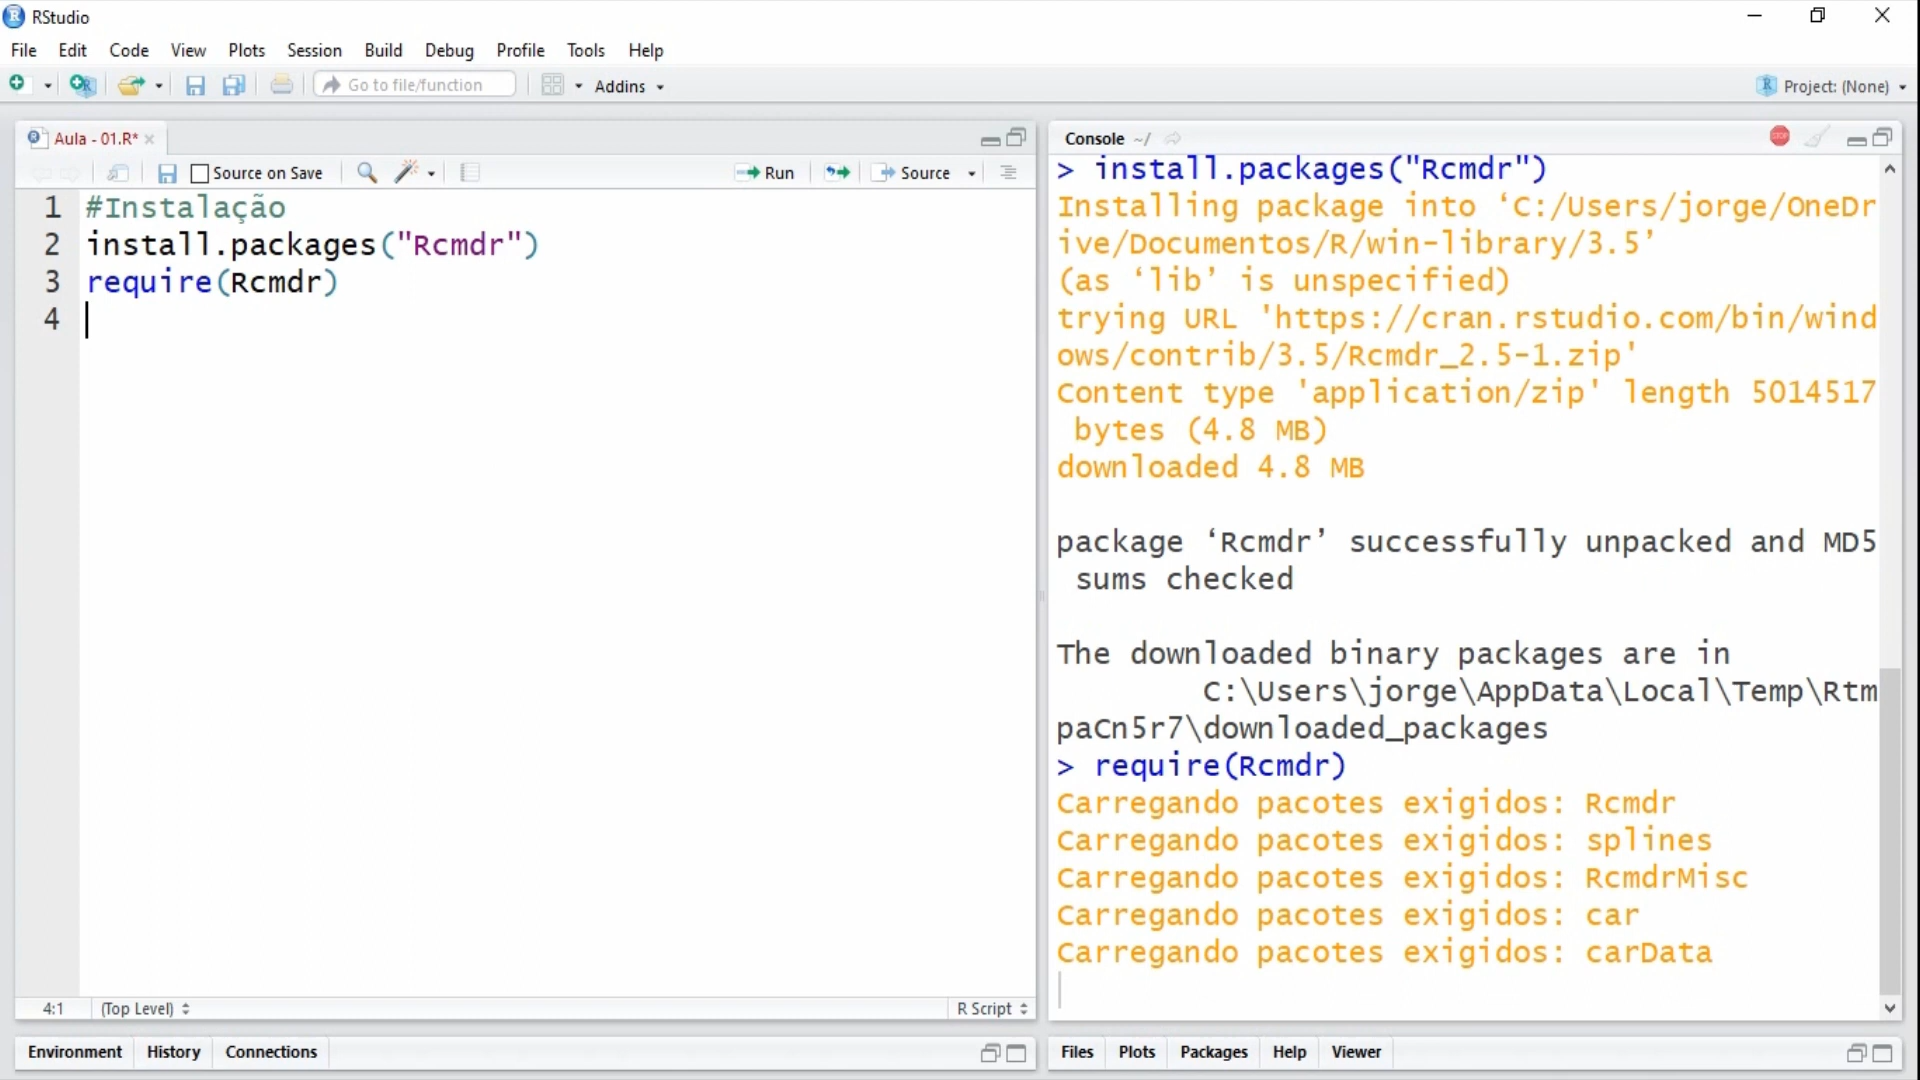 RStudio
File Edit Code View Plots Session Build Debug Profile Tools Help
Go to file/function Addins Project: (None)
Aula - 01.R*
Source on Save Run Source
1 #Instalação
2 install.packages("Rcmdr")
3 require(Rcmdr)
4
4:1 (Top Level) R Script
Environment History Connections
Console ~/
> install.packages("Rcmdr")
Installing package into ‘C:/Users/jorge/OneDr
ive/Documentos/R/win-library/3.5’
(as ‘lib’ is unspecified)
trying URL 'https://cran.rstudio.com/bin/wind
ows/contrib/3.5/Rcmdr_2.5-1.zip'
Content type 'application/zip' length 5014517
bytes (4.8 MB)
downloaded 4.8 MB
package ‘Rcmdr’ successfully unpacked and MD5
sums checked
The downloaded binary packages are in
C:\Users\jorge\AppData\Local\Temp\Rtm
paCn5r7\downloaded_packages
> require(Rcmdr)
Carregando pacotes exigidos: Rcmdr
Carregando pacotes exigidos: splines
Carregando pacotes exigidos: RcmdrMisc
Carregando pacotes exigidos: car
Carregando pacotes exigidos: carData
Files Plots Packages Help Viewer